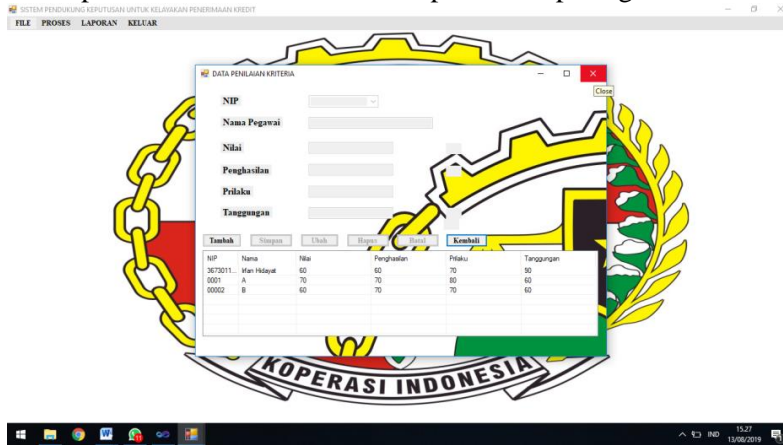 SISTEM PENDUKUNG KEPUTUSAN UNTUK KELAYAKAN PENERIMAAN KREDIT
FILE PROSES LAPORAN KELUAR
DATA PENILAIAN KRITERIA
Close
NIP
Nama Pegawai
Nilai
Penghasilan
Prilaku
Tanggungan
Tambah Simpan Ubah Hapus Batal Kembali
NIP Nama Nilai Penghasilan Prilaku Tanggungan
3673011... Irfan Hidayat 60 60 70 90
0001 A 70 70 80 60
00002 B 60 70 70 60
KOPERASI INDONESIA
IND
15.27
13/08/2019